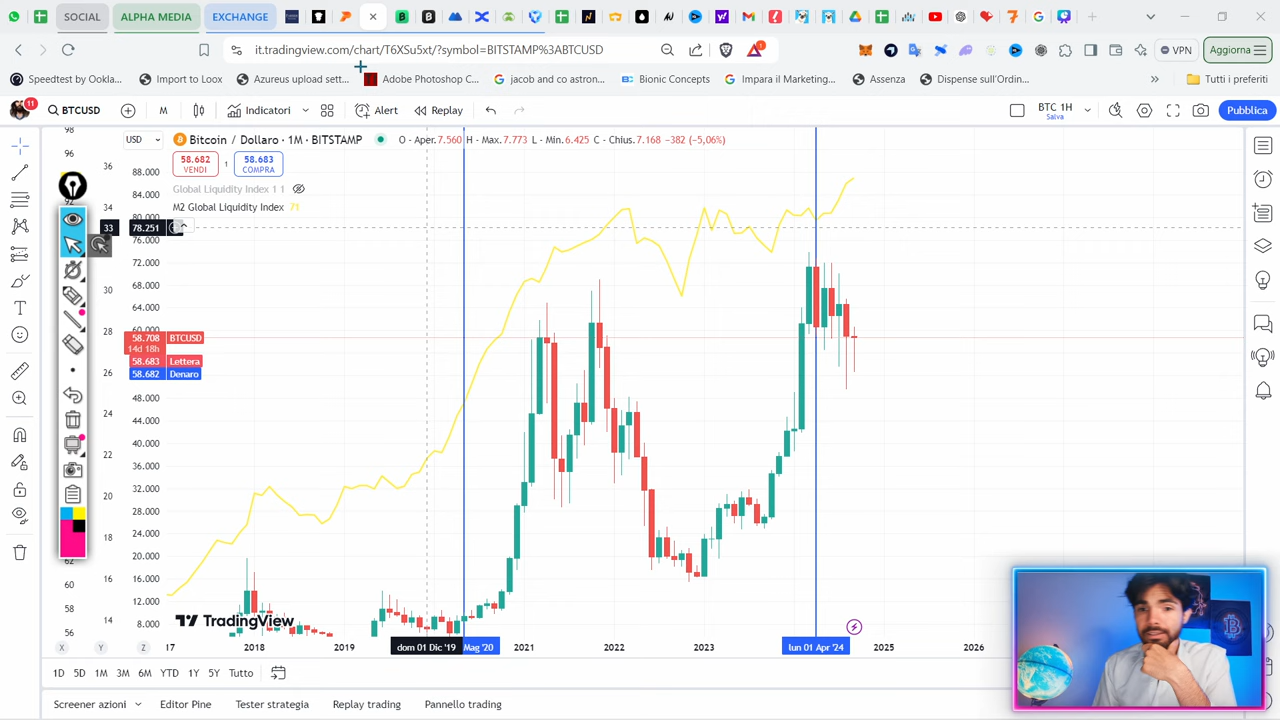 SOCIAL ALPHA MEDIA EXCHANGE
it.tradingview.com/chart/T6XSu5xt/?symbol=BITSTAMP%3ABTCUSD VPN Aggiorna
Speedtest by Ookla... Import to Loox Azureus upload sett... Adobe Photoshop C... jacob and co astron... Bionic Concepts Impara il Marketing... Assenza Dispense sull'Ordin... » Tutti i preferiti
11 BTCUSD M Indicatori Alert Replay BTC 1H Pubblica
Salva
USD Bitcoin / Dollaro · 1M · BITSTAMP O - Aper.7.560 H - Max.7.773 L - Min.6.425 C - Chius.7.168 −382 (−5,06%)
58.682 1 58.683
VENDI COMPRA
Global Liquidity Index 1 1
M2 Global Liquidity Index 71
98
96
36
88.000
84.000
34
80.000
33 78.251
76.000
72.000
30
68.000
64.000
28
60.000
58.708 BTCUSD
14d 18h
58.683 Lettera
58.682 Denaro
26
48.000
24
44.000
40.000
22
36.000
32.000
20
28.000
24.000
18
20.000
62
16.000
16
60
12.000
58
14
8.000
56
TradingView
X Y Z 17 2018 2019 dom 01 Dic '19 Mag '20 2021 2022 2023 lun 01 Apr '24 2025 2026
1D 5D 1M 3M 6M YTD 1Y 5Y Tutto
Screener azioni Editor Pine Tester strategia Replay trading Pannello trading